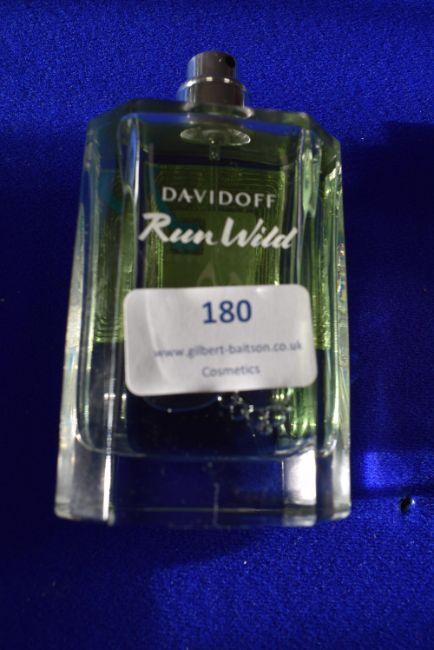 DAVIDOFF
Run Wild
180
www.gilbert-baitson.co.uk
Cosmetics